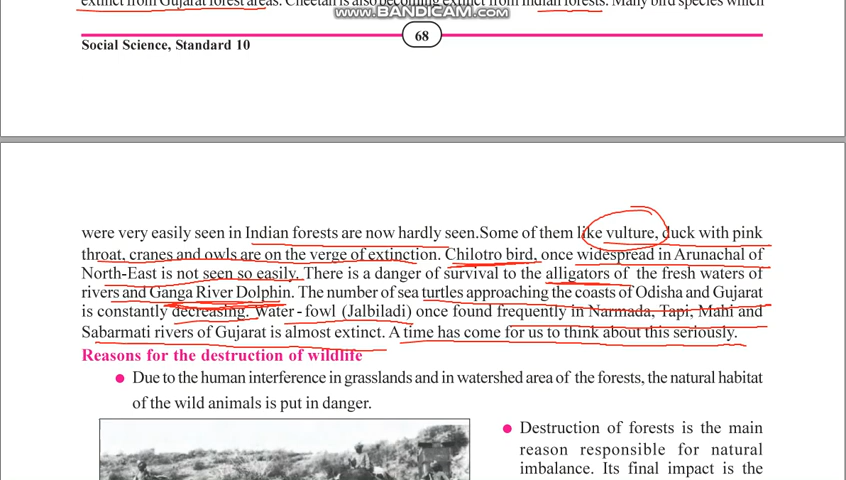 extinct from Gujarat forest areas. Cheetah is also becoming extinct from Indian forests. Many bird species which
www.BANDICAM.com
68
Social Science, Standard 10
were very easily seen in Indian forests are now hardly seen.Some of them like vulture, duck with pink
throat, cranes and owls are on the verge of extinction. Chilotro bird, once widespread in Arunachal of
North-East is not seen so easily. There is a danger of survival to the alligators of the fresh waters of
rivers and Ganga River Dolphin. The number of sea turtles approaching the coasts of Odisha and Gujarat
is constantly decreasing. Water - fowl (Jalbiladi) once found frequently in Narmada, Tapi, Mahi and
Sabarmati rivers of Gujarat is almost extinct. A time has come for us to think about this seriously.
Reasons for the destruction of wildlife
Due to the human interference in grasslands and in watershed area of the forests, the natural habitat
of the wild animals is put in danger.
Destruction of forests is the main
reason responsible for natural
imbalance. Its final impact is the